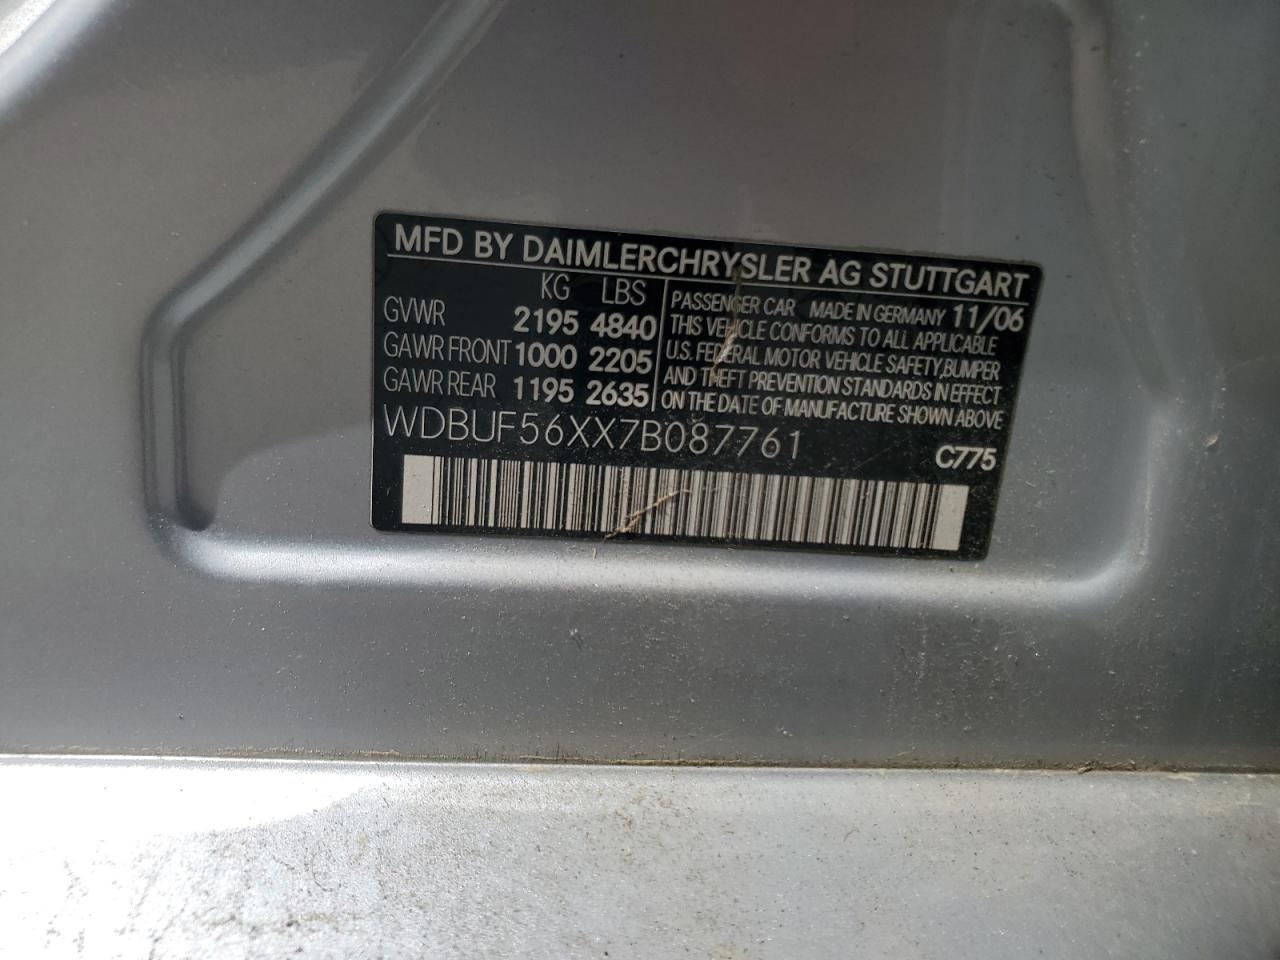 MFD BY DAIMLERCHRYSLER AG STUTTGART
KG LBS
GVWR 2195 4840
GAWR FRONT 1000 2205
GAWR REAR 1195 2635
PASSENGER CAR MADE IN GERMANY 11/06
THIS VEHICLE CONFORMS TO ALL APPLICABLE
U.S. FEDERAL MOTOR VEHICLE SAFETY,BUMPER
AND THEFT PREVENTION STANDARDS IN EFFECT
ON THE DATE OF MANUFACTURE SHOWN ABOVE
WDBUF56XX7B087761
C775